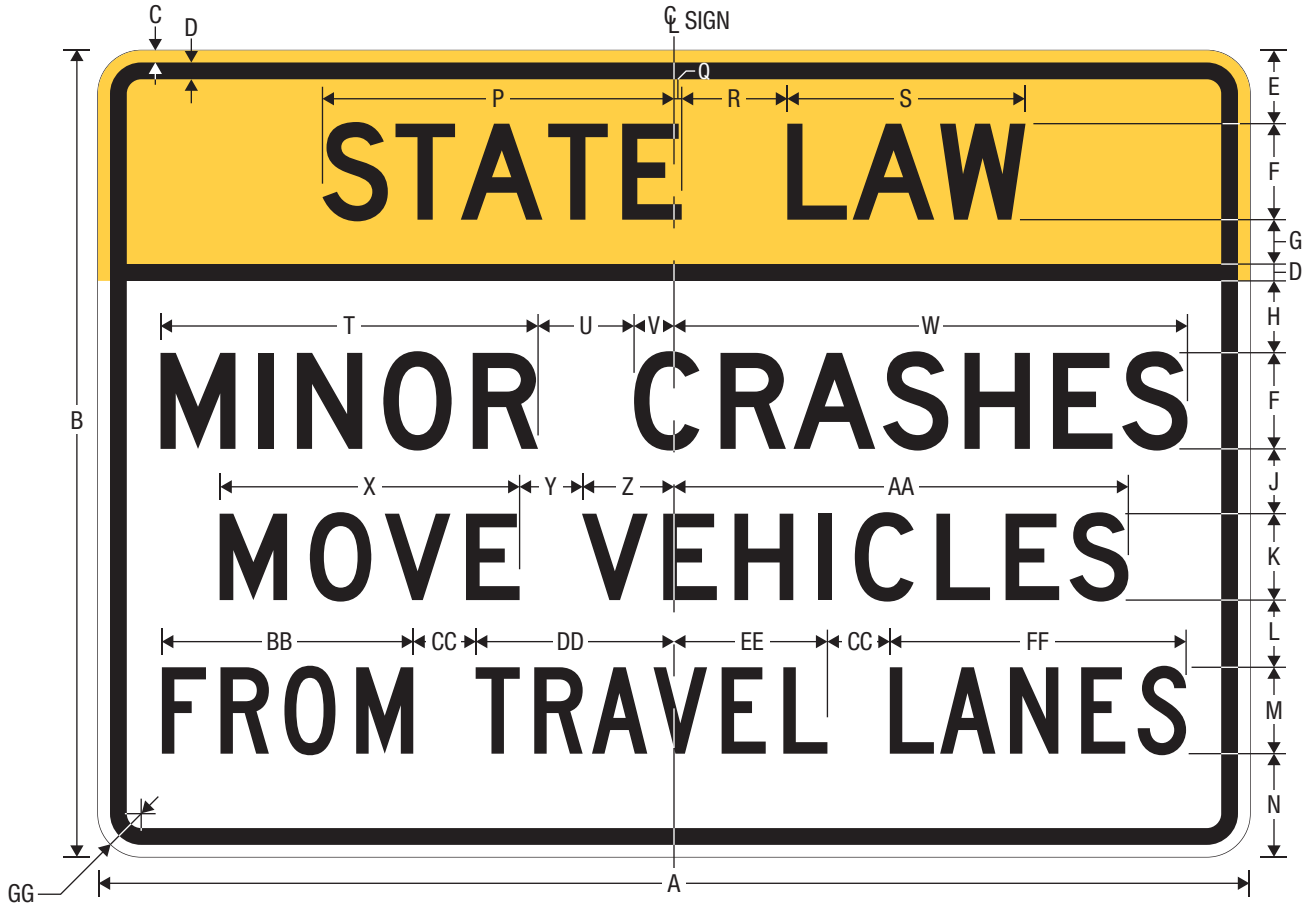 ℄ SIGN
C
D
Q
E
P R S
STATE LAW
F
G
D
H
T U V W
MINOR CRASHES
F
B
J
X Y Z AA
MOVE VEHICLES
K
L
BB CC DD EE CC FF
FROM TRAVEL LANES
M
N
GG
A